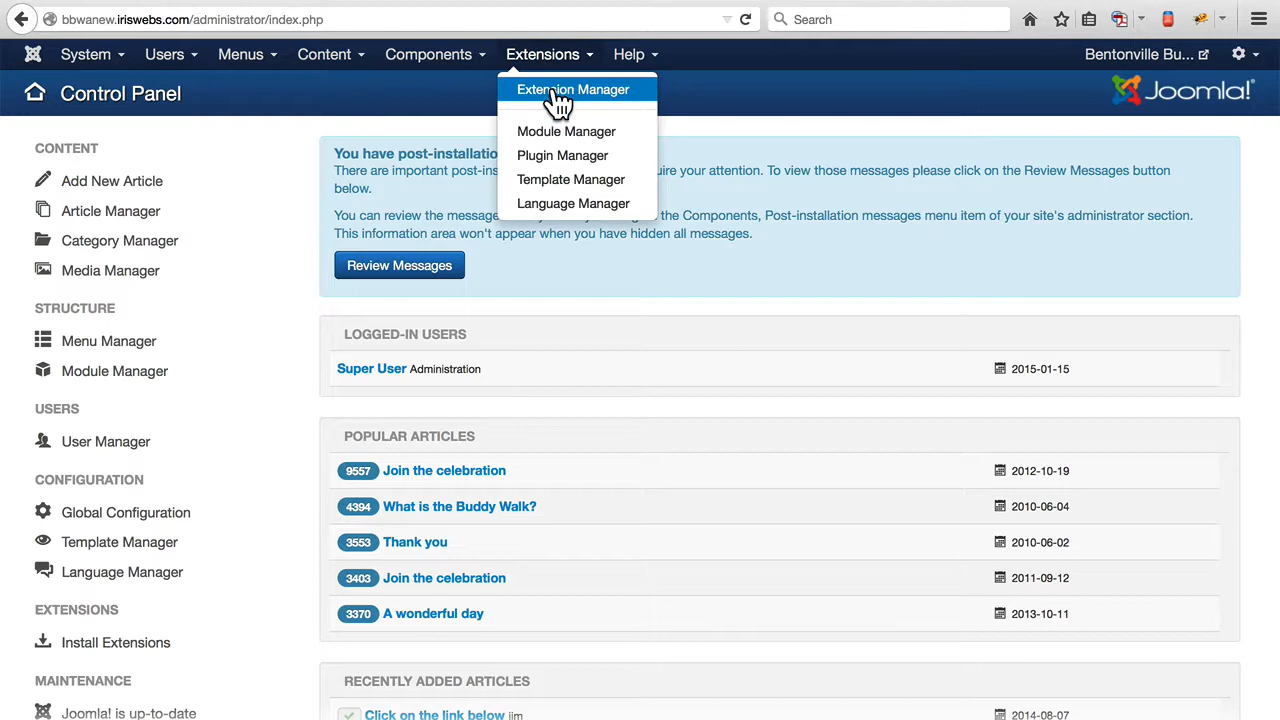 bbwanew.iriswebs.com/administrator/index.php
Search
System
Users
Menus
Content
Components
Extensions
Help
Bentonville Bu...
Control Panel
Joomla!
Extension Manager
Module Manager
Plugin Manager
Template Manager
Language Manager
CONTENT
Add New Article
Article Manager
Category Manager
Media Manager
STRUCTURE
Menu Manager
Module Manager
USERS
User Manager
CONFIGURATION
Global Configuration
Template Manager
Language Manager
EXTENSIONS
Install Extensions
MAINTENANCE
Joomla! is up-to-date
You have post-installatio
There are important post-ins uire your attention. To view those messages please click on the Review Messages button
below.
You can review the message the Components, Post-installation messages menu item of your site's administrator section.
This information area won't appear when you have hidden all messages.
Review Messages
LOGGED-IN USERS
Super User Administration 2015-01-15
POPULAR ARTICLES
9557 Join the celebration 2012-10-19
4394 What is the Buddy Walk? 2010-06-04
3553 Thank you 2010-06-02
3403 Join the celebration 2011-09-12
3370 A wonderful day 2013-10-11
RECENTLY ADDED ARTICLES
Click on the link below jim 2014-08-07